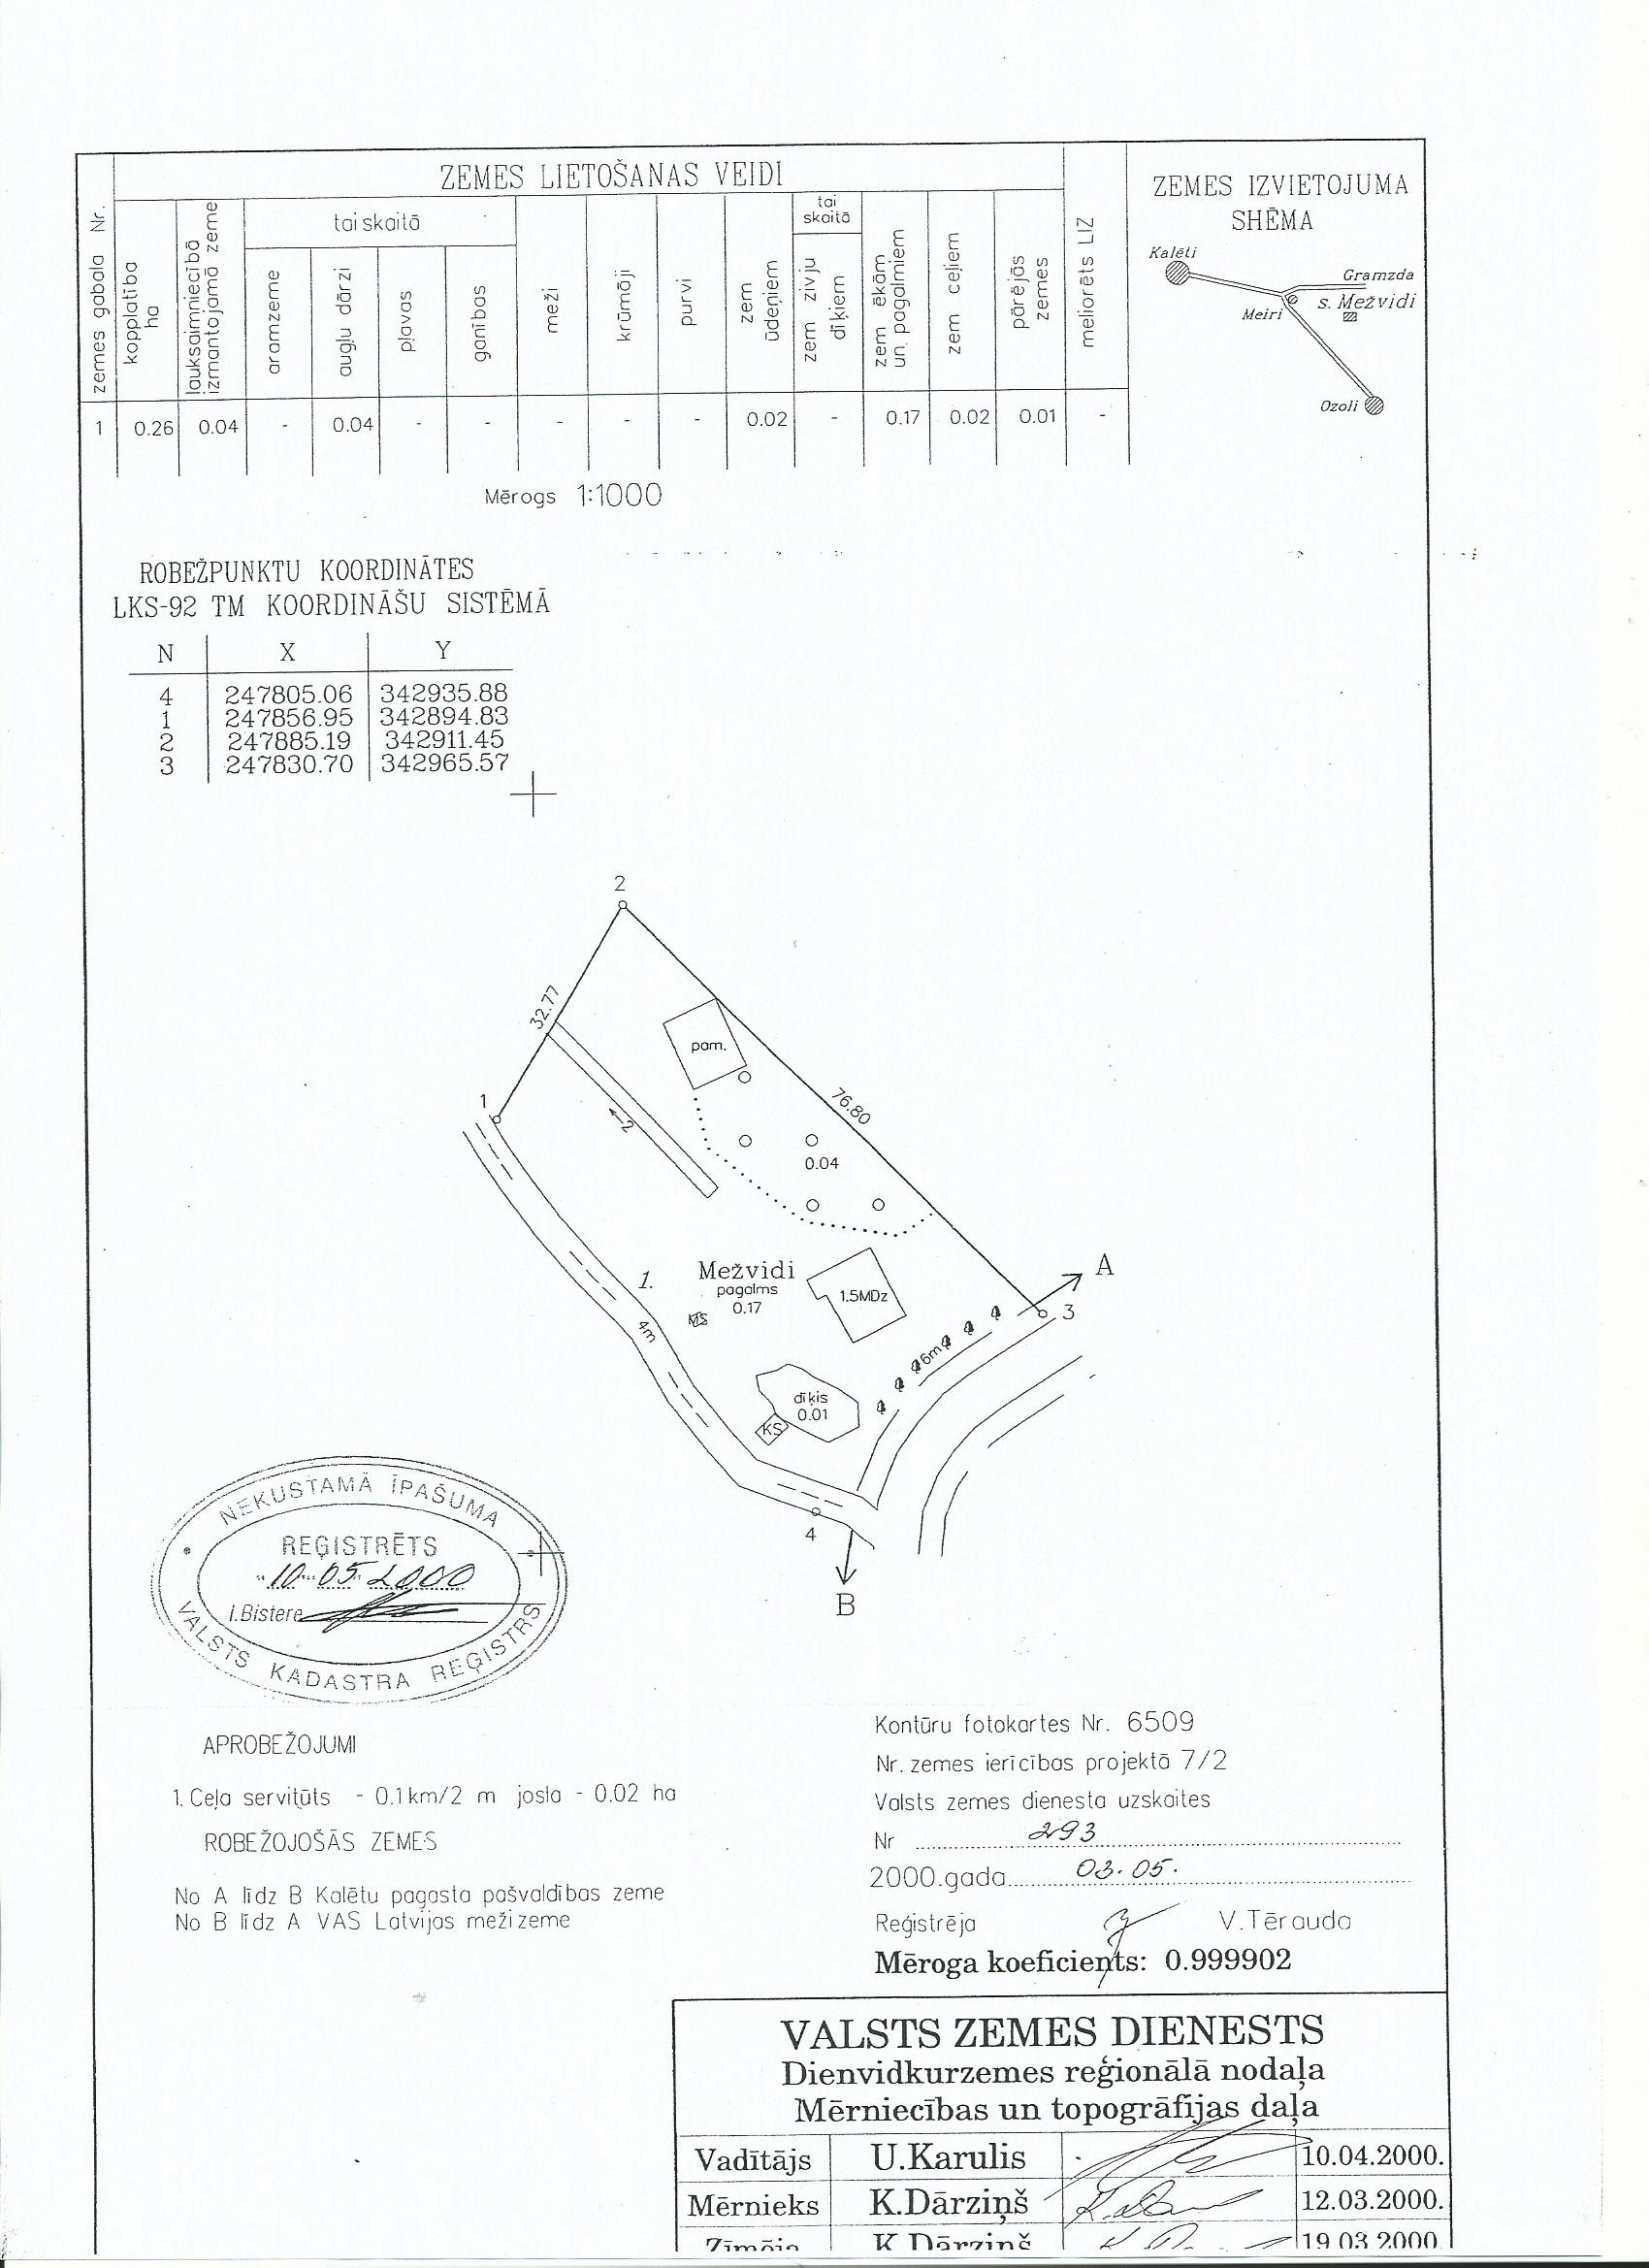 ZEMES LIETOŠANAS VEIDI
zemes gabala Nr.
kopplatība ha
lauksaimniecībā izmantojamā zeme
tai skaitā
aramzeme
augļu dārzi
pļavas
ganības
meži
krūmāji
purvi
zem ūdeņiem
tai skaitā
zem zivju dīķiem
zem ēkām un pagalmiem
zem ceļiem
pārējās zemes
meliorēts LIZ
1 0.26 0.04 - 0.04 - - - - - 0.02 - 0.17 0.02 0.01 -
ZEMES IZVIETOJUMA
SHĒMA
Kalēti
Gramzda
s. Mežvidi
Meiri
Ozoli
Mērogs 1:1000
ROBEŽPUNKTU KOORDINĀTES
LKS-92 TM KOORDINĀŠU SISTĒMĀ
N X Y
4 247805.06 342935.88
1 247856.95 342894.83
2 247885.19 342911.45
3 247830.70 342965.57
2
32.77
pam.
1
76.80
2
0.04
A
1.
Mežvidi
pagalms
0.17
1.5MDz
3
MS
4m
6m
dīķis
0.01
KS
4
B
NEKUSTAMĀ ĪPAŠUMA
REĢISTRĒTS
"10" 05. 2000
I.Bistere
VALSTS KADASTRA REĢISTRS
APROBEŽOJUMI
1. Ceļa servitūts - 0.1km/2 m josla - 0.02 ha
ROBEŽOJOŠĀS ZEMES
No A līdz B Kalētu pagasta pašvaldības zeme
No B līdz A VAS Latvijas meži zeme
Kontūru fotokartes Nr. 6509
Nr. zemes ierīcības projektā 7/2
Valsts zemes dienesta uzskaites
Nr 293
2000.gada 03.05.
Reģistrēja V.Tērauda
Mēroga koeficients: 0.999902
VALSTS ZEMES DIENESTS
Dienvidkurzemes reģionālā nodaļa
Mērniecības un topogrāfijas daļa
Vadītājs U.Karulis 10.04.2000.
Mērnieks K.Dārziņš 12.03.2000.
Zīmēja K.Dārziņš 19.03.2000